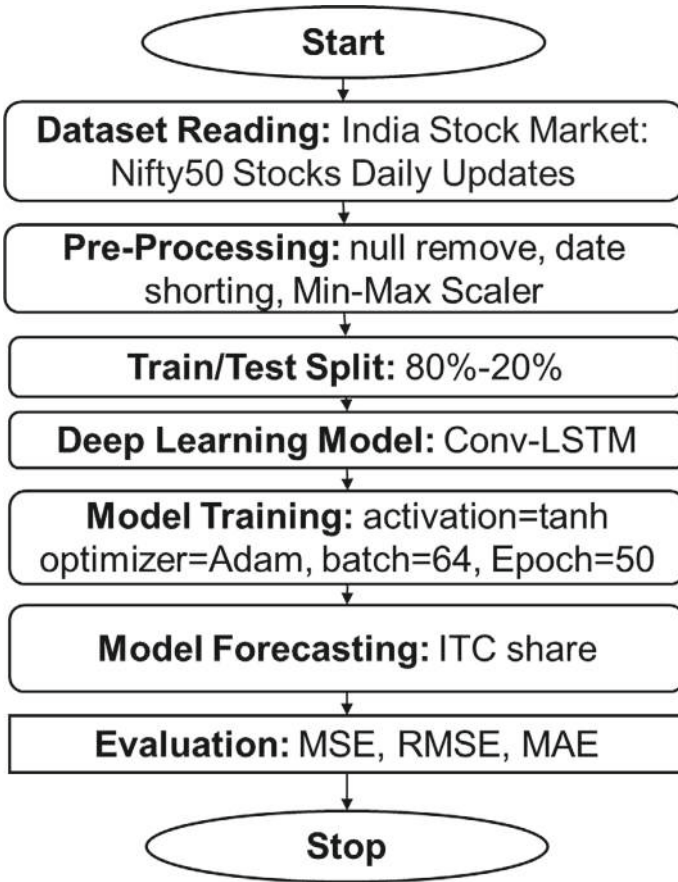 Start
Dataset Reading: India Stock Market:
Nifty50 Stocks Daily Updates
Pre-Processing: null remove, date
shorting, Min-Max Scaler
Train/Test Split: 80%-20%
Deep Learning Model: Conv-LSTM
Model Training: activation=tanh
optimizer=Adam, batch=64, Epoch=50
Model Forecasting: ITC share
Evaluation: MSE, RMSE, MAE
Stop